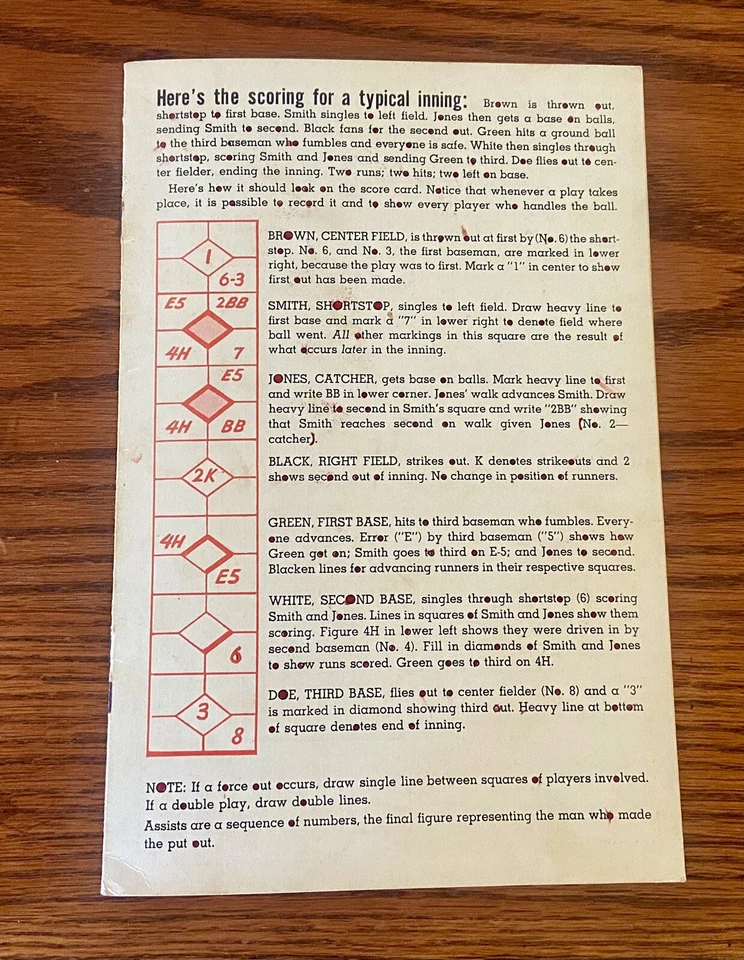 Here's the scoring for a typical inning: Brown is thrown out,
shortstop to first base. Smith singles to left field. Jones then gets a base on balls,
sending Smith to second. Black fans for the second out. Green hits a ground ball
to the third baseman who fumbles and everyone is safe. White then singles through
shortstop, scoring Smith and Jones and sending Green to third. Doe flies out to cen-
ter fielder, ending the inning. Two runs; two hits; two left on base.
Here's how it should look on the score card. Notice that whenever a play takes
place, it is possible to record it and to show every player who handles the ball.
1
6-3
BROWN, CENTER FIELD, is thrown out at first by (No. 6) the short-
stop. No. 6, and No. 3, the first baseman, are marked in lower
right, because the play was to first. Mark a "1" in center to show
first out has been made.
E5 2BB
4H 7
SMITH, SHORTSTOP, singles to left field. Draw heavy line to
first base and mark a "7" in lower right to denote field where
ball went. All other markings in this square are the result of
what occurs later in the inning.
E5
4H BB
JONES, CATCHER, gets base on balls. Mark heavy line to first
and write BB in lower corner. Jones' walk advances Smith. Draw
heavy line to second in Smith's square and write "2BB" showing
that Smith reaches second on walk given Jones (No. 2—
catcher).
2K
BLACK, RIGHT FIELD, strikes out. K denotes strikeouts and 2
shows second out of inning. No change in position of runners.
4H
E5
GREEN, FIRST BASE, hits to third baseman who fumbles. Every-
one advances. Error ("E") by third baseman ("5") shows how
Green got on; Smith goes to third on E-5; and Jones to second.
Blacken lines for advancing runners in their respective squares.
6
WHITE, SECOND BASE, singles through shortstop (6) scoring
Smith and Jones. Lines in squares of Smith and Jones show them
scoring. Figure 4H in lower left shows they were driven in by
second baseman (No. 4). Fill in diamonds of Smith and Jones
to show runs scored. Green goes to third on 4H.
3
8
DOE, THIRD BASE, flies out to center fielder (No. 8) and a "3"
is marked in diamond showing third out. Heavy line at bottom
of square denotes end of inning.
NOTE: If a force out occurs, draw single line between squares of players involved.
If a double play, draw double lines.
Assists are a sequence of numbers, the final figure representing the man who made
the put out.